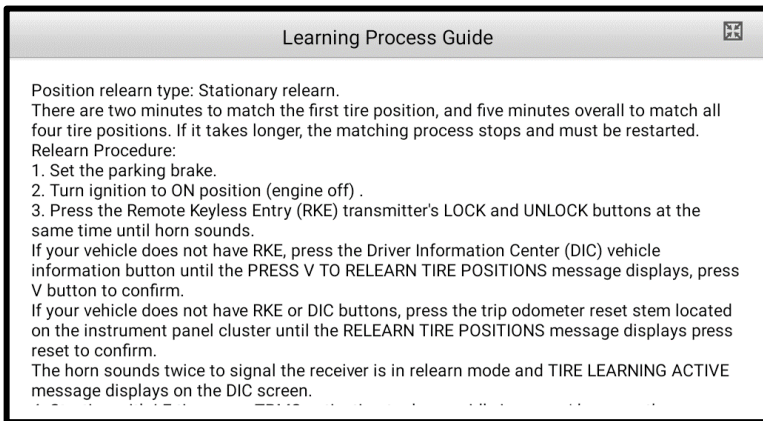 Learning Process Guide
Position relearn type: Stationary relearn.
There are two minutes to match the first tire position, and five minutes overall to match all
four tire positions. If it takes longer, the matching process stops and must be restarted.
Relearn Procedure:
1. Set the parking brake.
2. Turn ignition to ON position (engine off) .
3. Press the Remote Keyless Entry (RKE) transmitter's LOCK and UNLOCK buttons at the
same time until horn sounds.
If your vehicle does not have RKE, press the Driver Information Center (DIC) vehicle
information button until the PRESS V TO RELEARN TIRE POSITIONS message displays, press
V button to confirm.
If your vehicle does not have RKE or DIC buttons, press the trip odometer reset stem located
on the instrument panel cluster until the RELEARN TIRE POSITIONS message displays press
reset to confirm.
The horn sounds twice to signal the receiver is in relearn mode and TIRE LEARNING ACTIVE
message displays on the DIC screen.